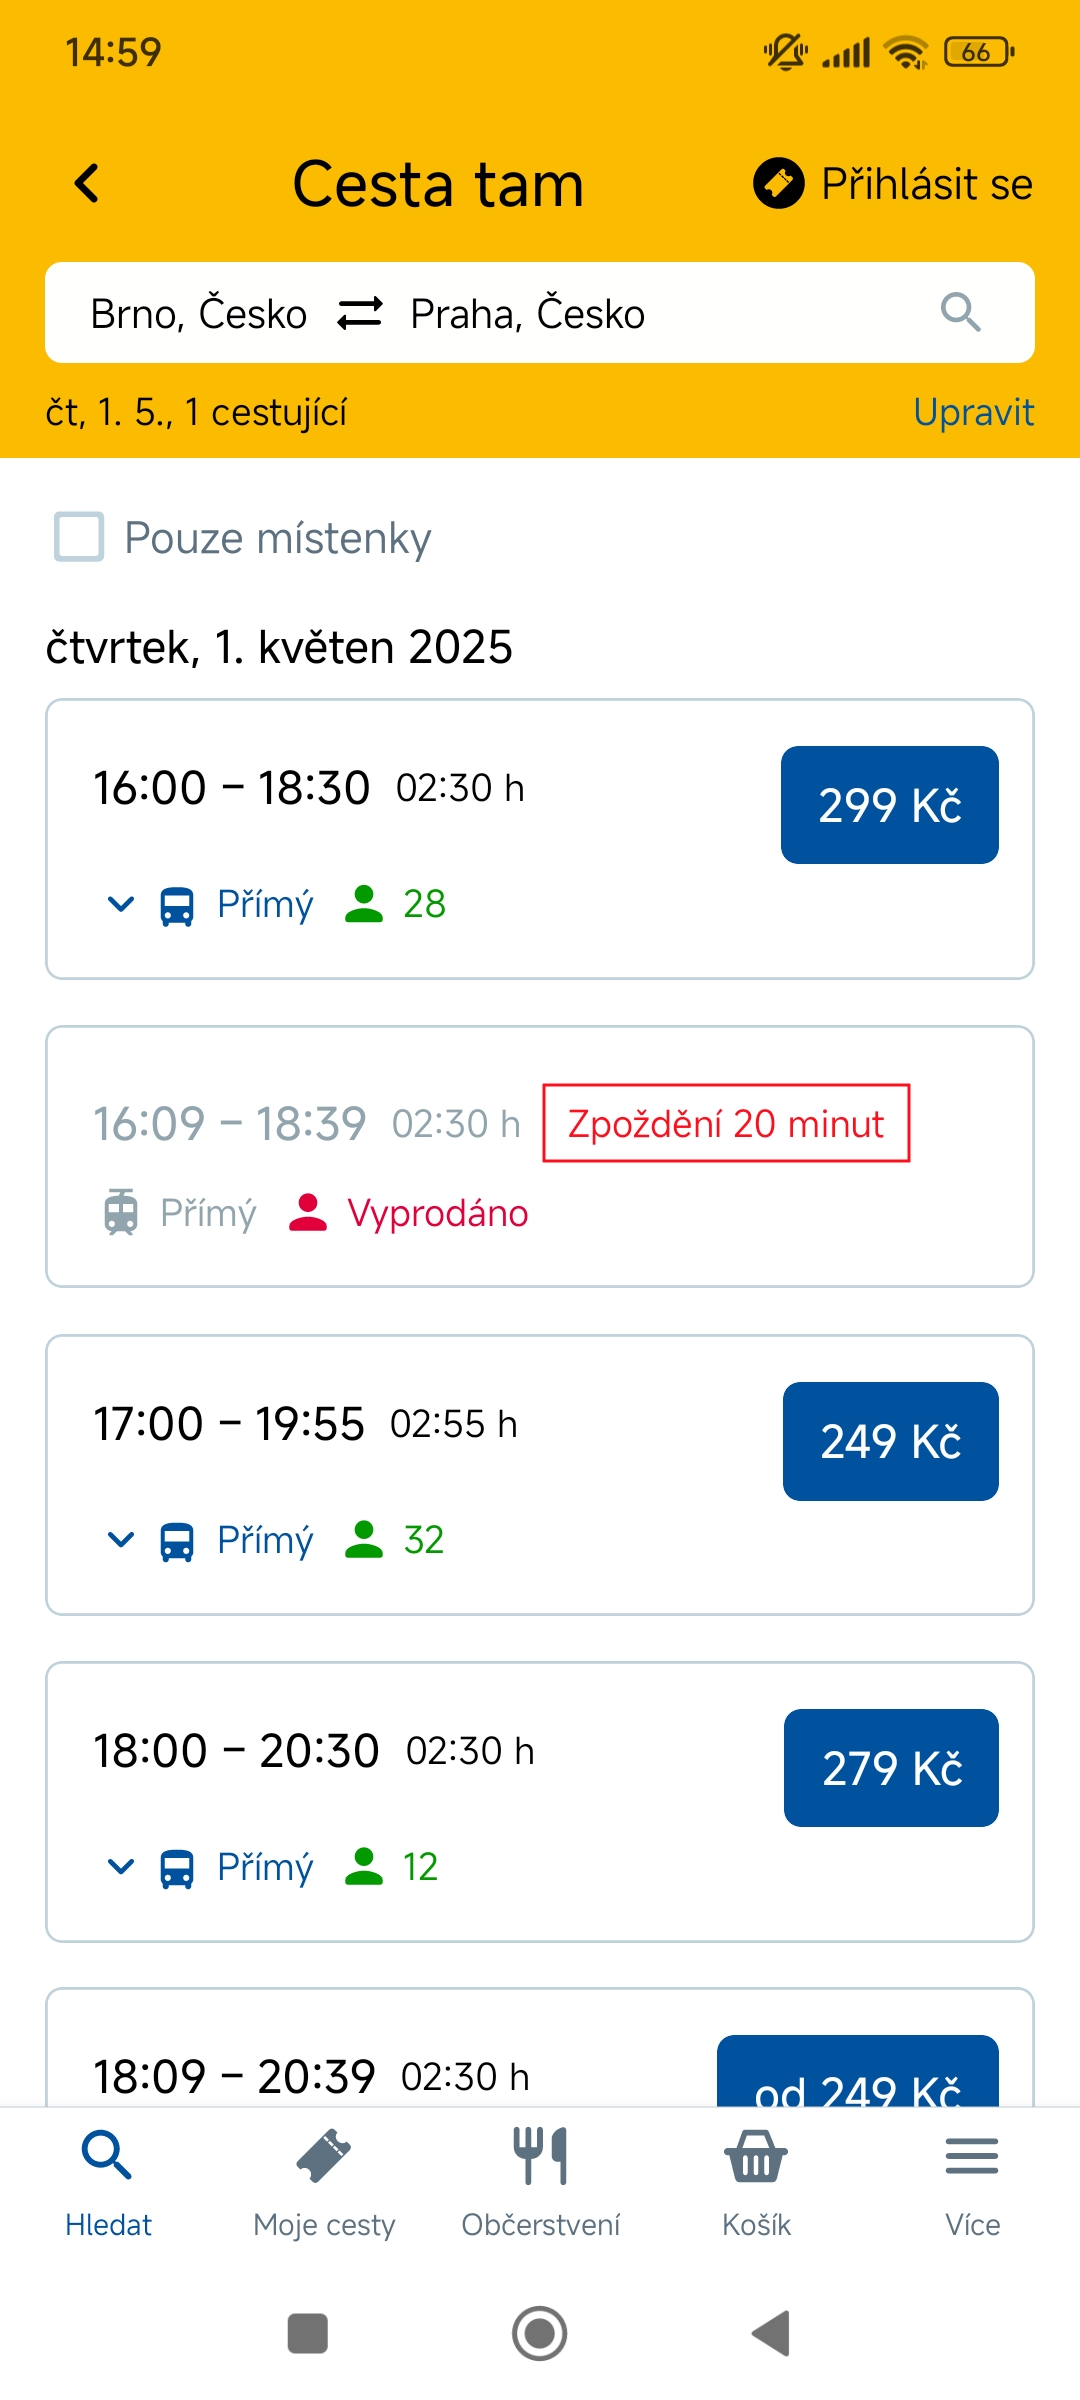 14:59
66
Cesta tam
Přihlásit se
Brno, Česko
Praha, Česko
čt, 1. 5., 1 cestující
Upravit
Pouze místenky
čtvrtek, 1. květen 2025
16:00 – 18:30 02:30 h
299 Kč
Přímý 28
16:09 – 18:39 02:30 h Zpoždění 20 minut
Přímý Vyprodáno
17:00 – 19:55 02:55 h
249 Kč
Přímý 32
18:00 – 20:30 02:30 h
279 Kč
Přímý 12
18:09 – 20:39 02:30 h
od 249 Kč
Hledat
Moje cesty
Občerstvení
Košík
Více